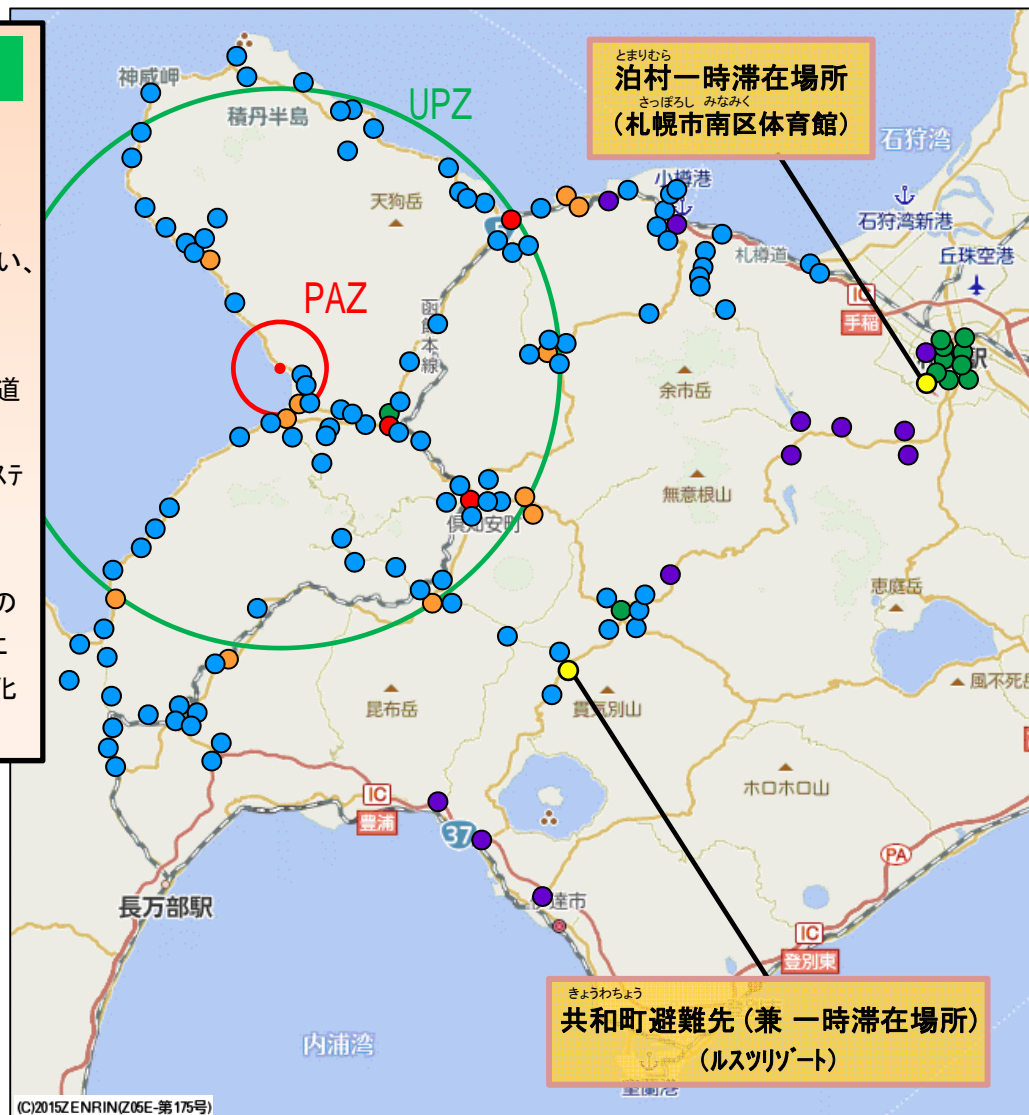 い、
道
ステ
の
に
化
とまりむら
泊村一時滞在場所
さっぽろし みなみく
(札幌市南区体育館)
UPZ
PAZ
神威岬
積丹半島
天狗岳
函館本線
小樽港
石狩湾
石狩湾新港
丘珠空港
札樽道
IC
手稲
駅
余市岳
無意根山
倶知安町
恵庭岳
風不死岳
昆布岳
貫気別山
ホロホロ山
IC
豊浦
37
PA
長万部駅
達市
IC
登別東
きょうわちょう
共和町避難先(兼 一時滞在場所)
(ルスツリゾート)
室蘭港
内浦湾
(C)2015ZENRIN(Z05E-第175号)